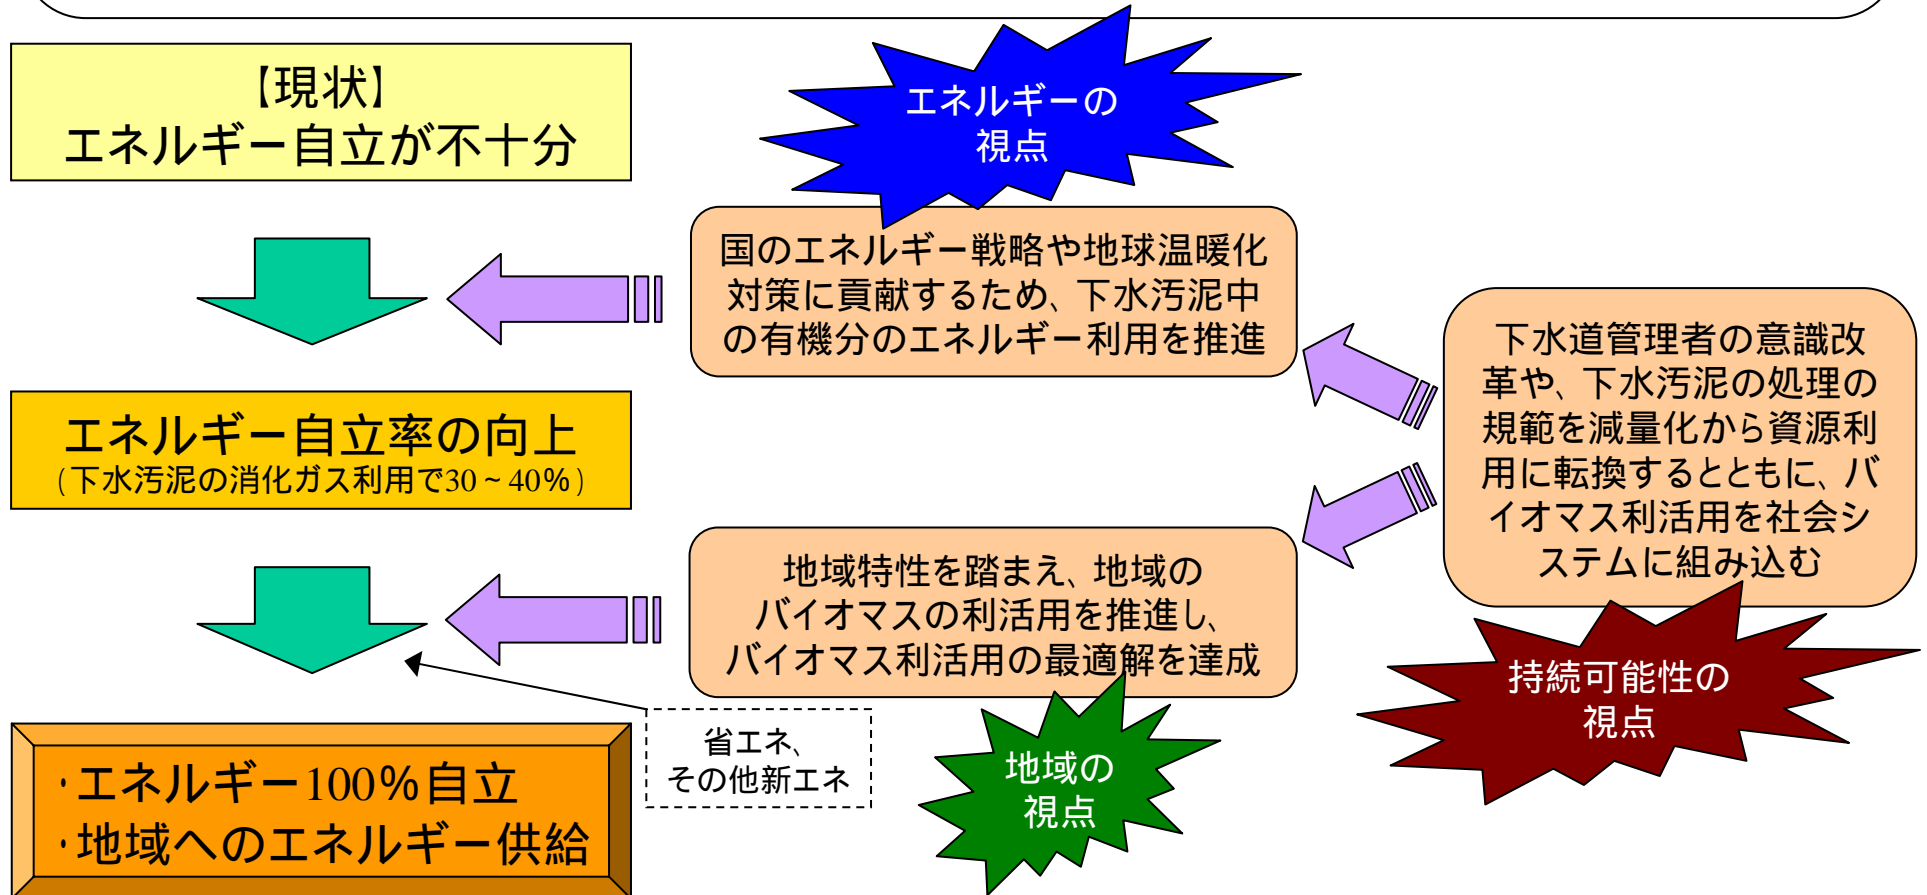 【現状】
エネルギー自立が不十分
エネルギーの
視点
国のエネルギー戦略や地球温暖化
対策に貢献するため、下水汚泥中
の有機分のエネルギー利用を推進
下水道管理者の意識改
革や、下水汚泥の処理の
規範を減量化から資源利
用に転換するとともに、バ
イオマス利活用を社会シ
ステムに組み込む
持続可能性の
視点
エネルギー自立率の向上
(下水汚泥の消化ガス利用で30~40%)
地域特性を踏まえ、地域の
バイオマスの利活用を推進し、
バイオマス利活用の最適解を達成
地域の
視点
省エネ、
その他新エネ
・エネルギー100%自立
・地域へのエネルギー供給